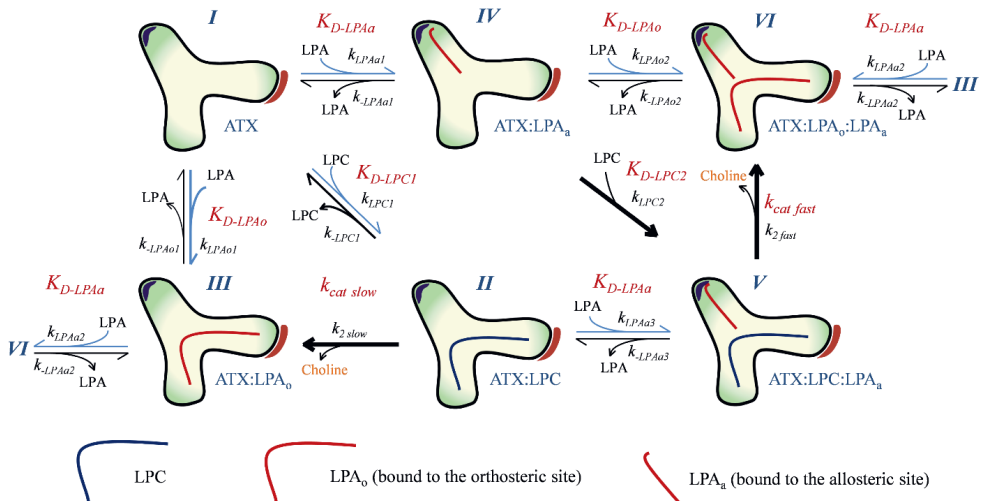 I
IV
VI
K_D-LPAa
K_D-LPAo
K_D-LPAa
LPA
k_LPAa1
LPA
k_-LPAa1
LPA
k_LPAo2
LPA
k_-LPAo2
k_LPAa2
LPA
k_-LPAa2
LPA
III
ATX
ATX:LPA_a
ATX:LPA_o:LPA_a
LPA
LPA
K_D-LPAo
k_-LPAo1
k_LPAo1
LPC
K_D-LPC1
k_LPC1
LPC
k_-LPC1
LPC
K_D-LPC2
k_LPC2
Choline
k_cat fast
k_2 fast
K_D-LPAa
LPA
k_LPAa2
VI
k_-LPAa2
LPA
III
k_cat slow
k_2 slow
Choline
II
K_D-LPAa
LPA
k_LPAa3
k_-LPAa3
LPA
V
ATX:LPA_o
ATX:LPC
ATX:LPC:LPA_a
LPC
LPA_o (bound to the orthosteric site)
LPA_a (bound to the allosteric site)